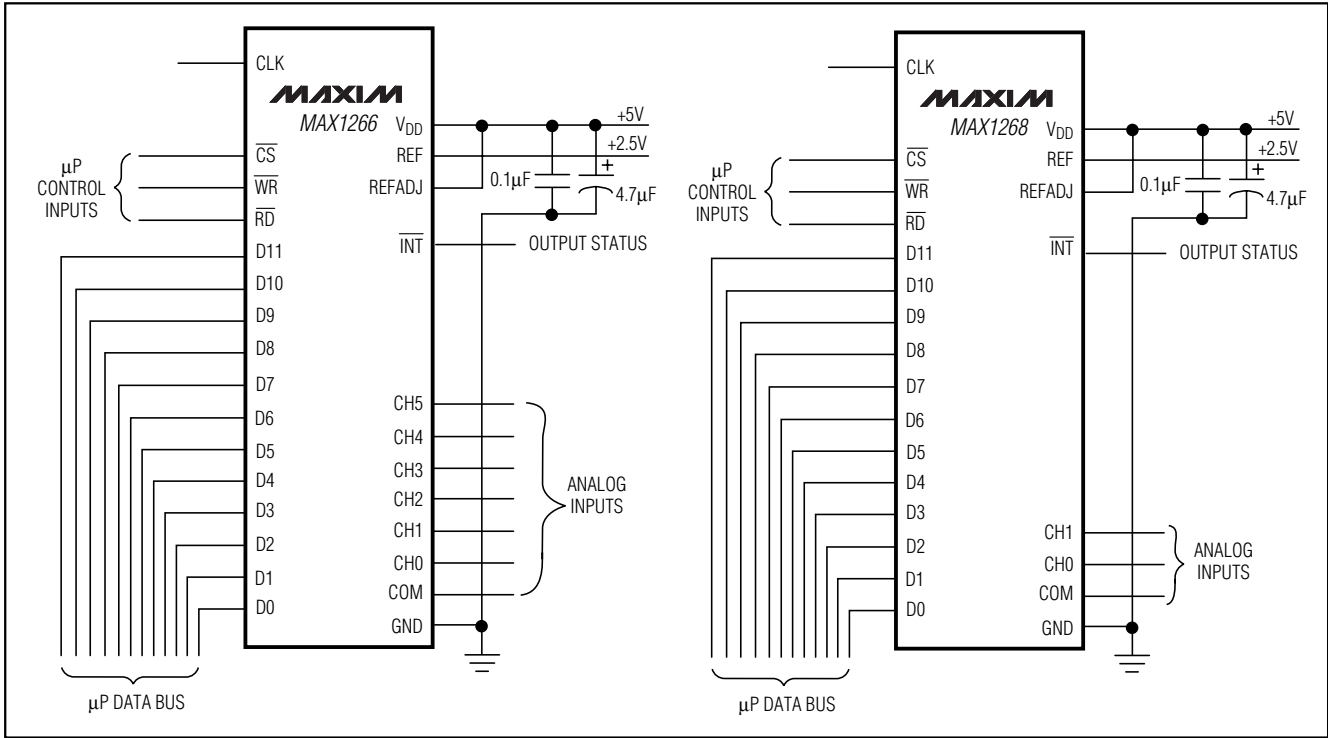 CLK
MAXIM
MAX1266
VDD
+5V
REF
+2.5V
REFADJ
0.1µF
+
4.7µF
µP
CONTROL
INPUTS
CS
WR
RD
INT
OUTPUT STATUS
D11
D10
D9
D8
D7
D6
D5
D4
D3
D2
D1
D0
CH5
CH4
CH3
CH2
CH1
CH0
COM
GND
ANALOG
INPUTS
µP DATA BUS
CLK
MAXIM
MAX1268
VDD
+5V
REF
+2.5V
REFADJ
0.1µF
+
4.7µF
µP
CONTROL
INPUTS
CS
WR
RD
INT
OUTPUT STATUS
D11
D10
D9
D8
D7
D6
D5
D4
D3
D2
D1
D0
CH1
CH0
COM
GND
ANALOG
INPUTS
µP DATA BUS